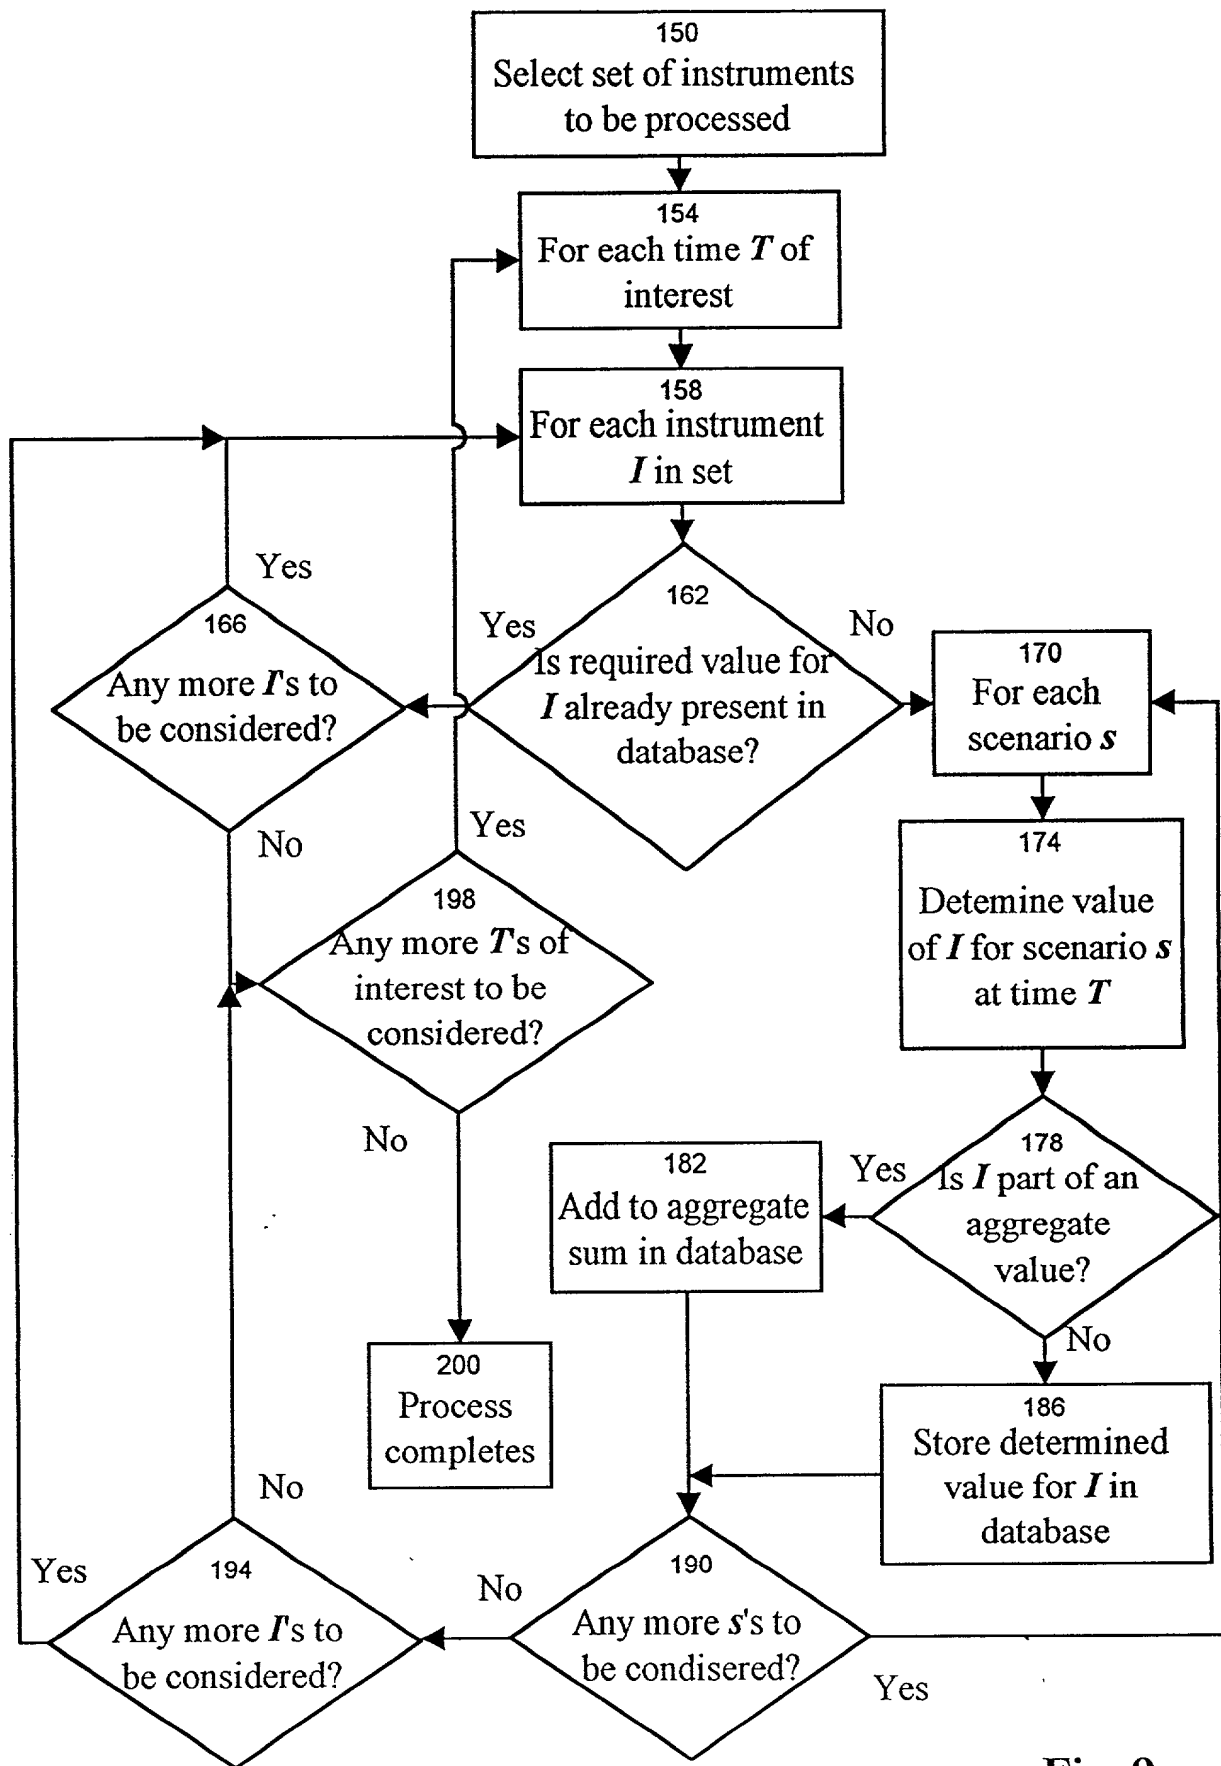 150
Select set of instruments
to be processed
154
For each time T of
interest
158
For each instrument
I in set
Yes
166
Any more I's to
be considered?
No
162
Yes
No
Is required value for
I already present in
database?
170
For each
scenario s
174
Detemine value
of I for scenario s
at time T
Yes
198
Any more T's of
interest to be
considered?
No
178
Yes
Is I part of an
aggregate
value?
No
182
Add to aggregate
sum in database
200
Process
completes
186
Store determined
value for I in
database
No
Yes
194
Any more I's to
be considered?
No
190
Any more s's to
be condisered?
Yes